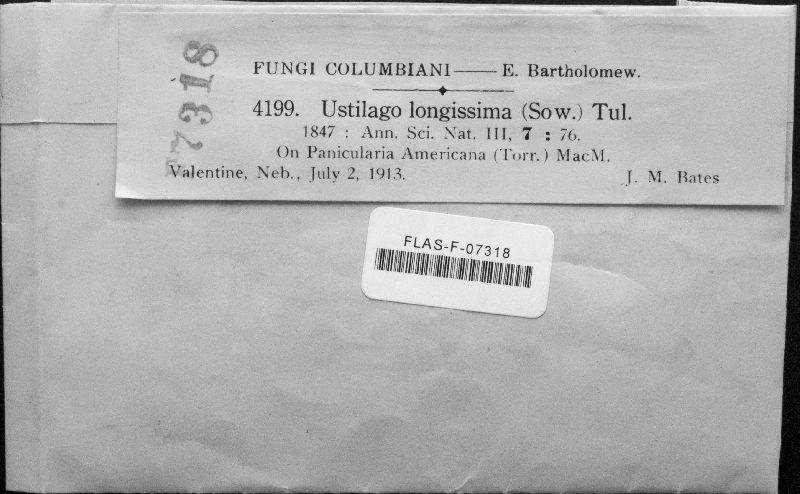 F7318
FUNGI COLUMBIANI — E. Bartholomew.
4199. Ustilago longissima (Sow.) Tul.
1847 : Ann. Sci. Nat. III, 7 : 76.
On Panicularia Americana (Torr.) MacM.
Valentine, Neb., July 2, 1913. J. M. Bates
FLAS-F-07318